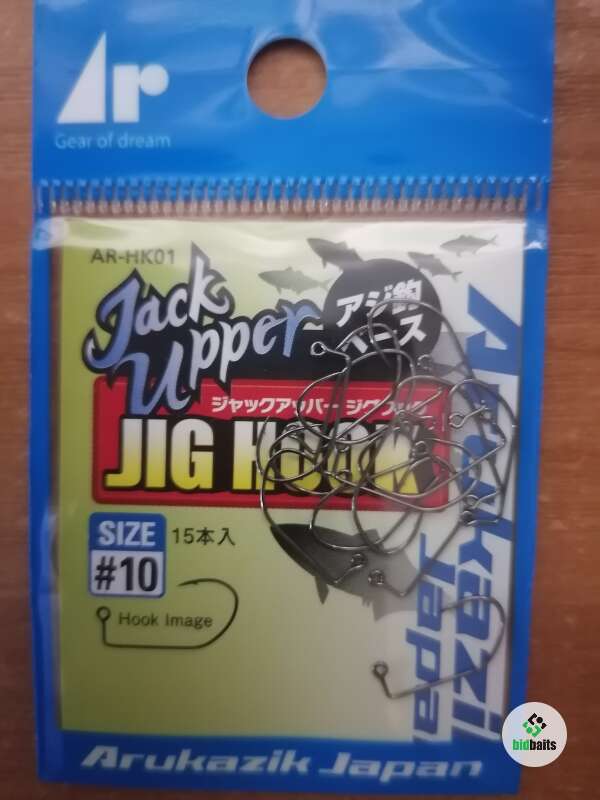 Ar
Gear of dream
AR-HK01
Jack
Upper
アジ鈎
ベース
ジャックアッパー ジグフック
JIG HOOK
SIZE
#10
15本入
Hook Image
Arukazik
Japan
Arukazik Japan
bidbaits